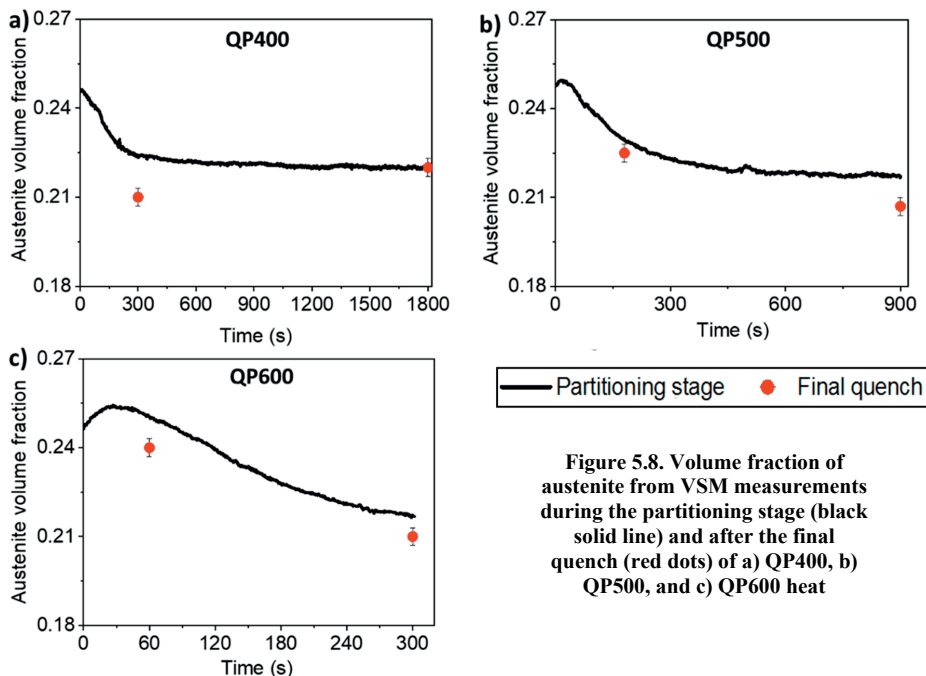 a)
QP400
0.27
0.24
0.21
0.18
Austenite volume fraction
0 300 600 900 1200 1500 1800
Time (s)
b)
QP500
0.27
0.24
0.21
0.18
Austenite volume fraction
0 300 600 900
Time (s)
c)
QP600
0.27
0.24
0.21
0.18
Austenite volume fraction
0 60 120 180 240 300
Time (s)
Partitioning stage Final quench
Figure 5.8. Volume fraction of
austenite from VSM measurements
during the partitioning stage (black
solid line) and after the final
quench (red dots) of a) QP400, b)
QP500, and c) QP600 heat